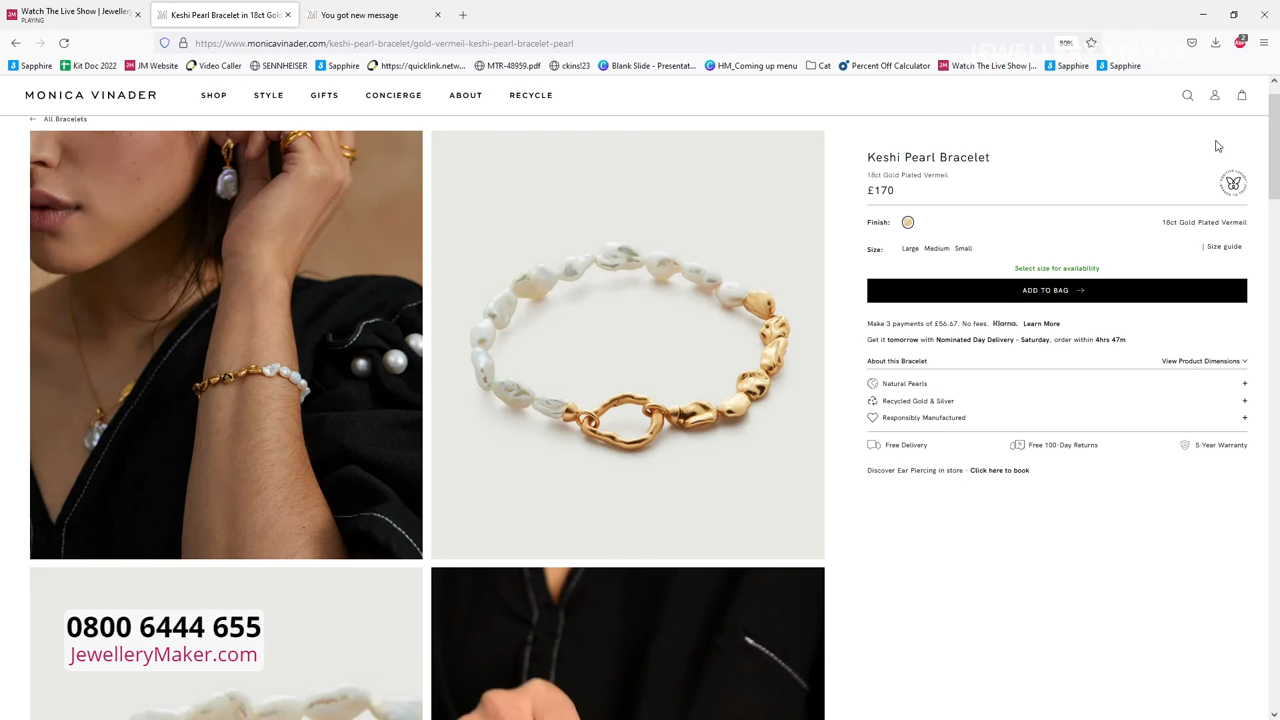 Watch The Live Show | Jeweller
PLAYING
Keshi Pearl Bracelet in 18ct Gol
You got new message
https://www.monicavinader.com/keshi-pearl-bracelet/gold-vermeil-keshi-pearl-bracelet-pearl
80%
2
Sapphire
Kit Doc 2022
JM Website
Video Caller
SENNHEISER
Sapphire
https://quicklink.netw...
MTR-48959.pdf
ckins!23
Blank Slide - Presentat...
HM_Coming up menu
Cat
Percent Off Calculator
Watch The Live Show |...
Sapphire
Sapphire
MONICA VINADER
SHOP
STYLE
GIFTS
CONCIERGE
ABOUT
RECYCLE
All Bracelets
Keshi Pearl Bracelet
18ct Gold Plated Vermeil
£170
Finish:
18ct Gold Plated Vermeil
Size:
Large Medium Small
| Size guide
Select size for availability
ADD TO BAG
Make 3 payments of £56.67. No fees. Klarna. Learn More
Get it tomorrow with Nominated Day Delivery - Saturday, order within 4hrs 47m
About this Bracelet
View Product Dimensions
Natural Pearls +
Recycled Gold & Silver +
Responsibly Manufactured +
Free Delivery
Free 100-Day Returns
5-Year Warranty
Discover Ear Piercing in store - Click here to book
0800 6444 655
JewelleryMaker.com